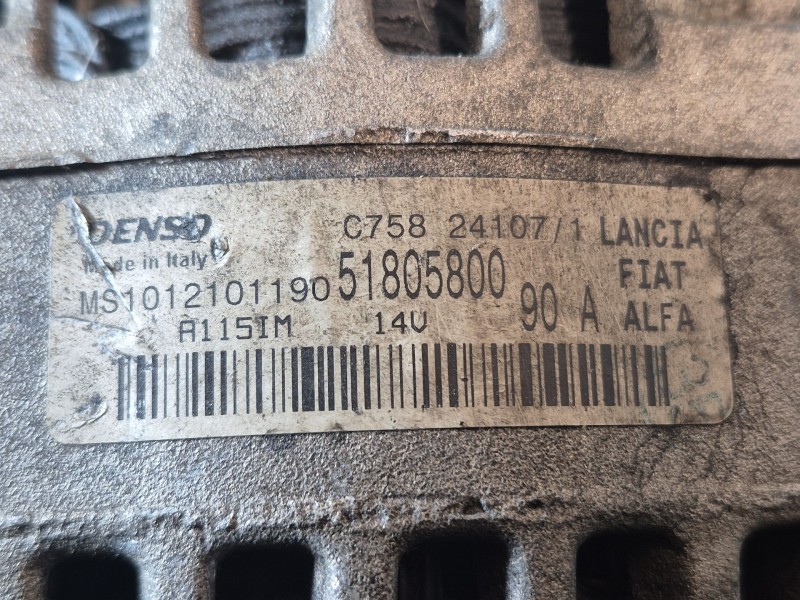 DENSO C758 24107/1 LANCIA
Made in Italy 51805800 FIAT
MS1012101190 90 A ALFA
A115IM 14V